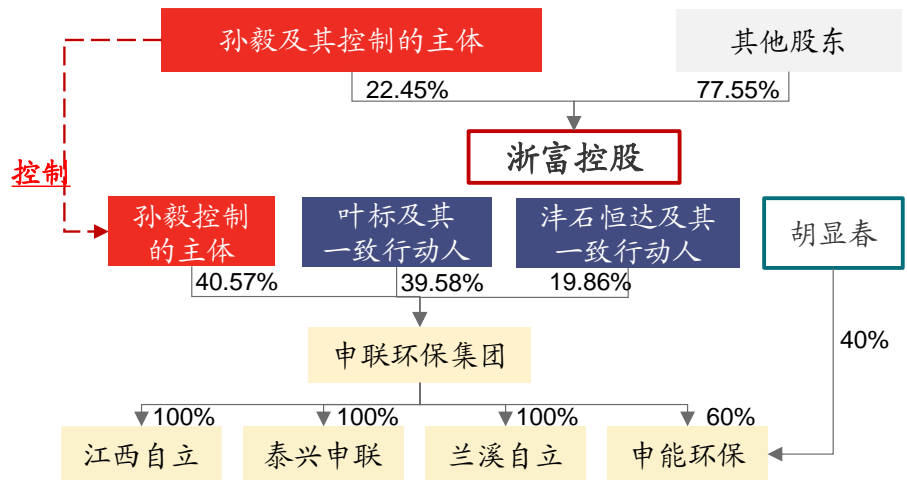 孙毅及其控制的主体
其他股东
22.45%
77.55%
浙富控股
控制
孙毅控制
的主体
叶标及其
一致行动人
沣石恒达及其
一致行动人
胡显春
40.57%
39.58%
19.86%
申联环保集团
40%
100%
100%
100%
60%
江西自立
泰兴申联
兰溪自立
申能环保